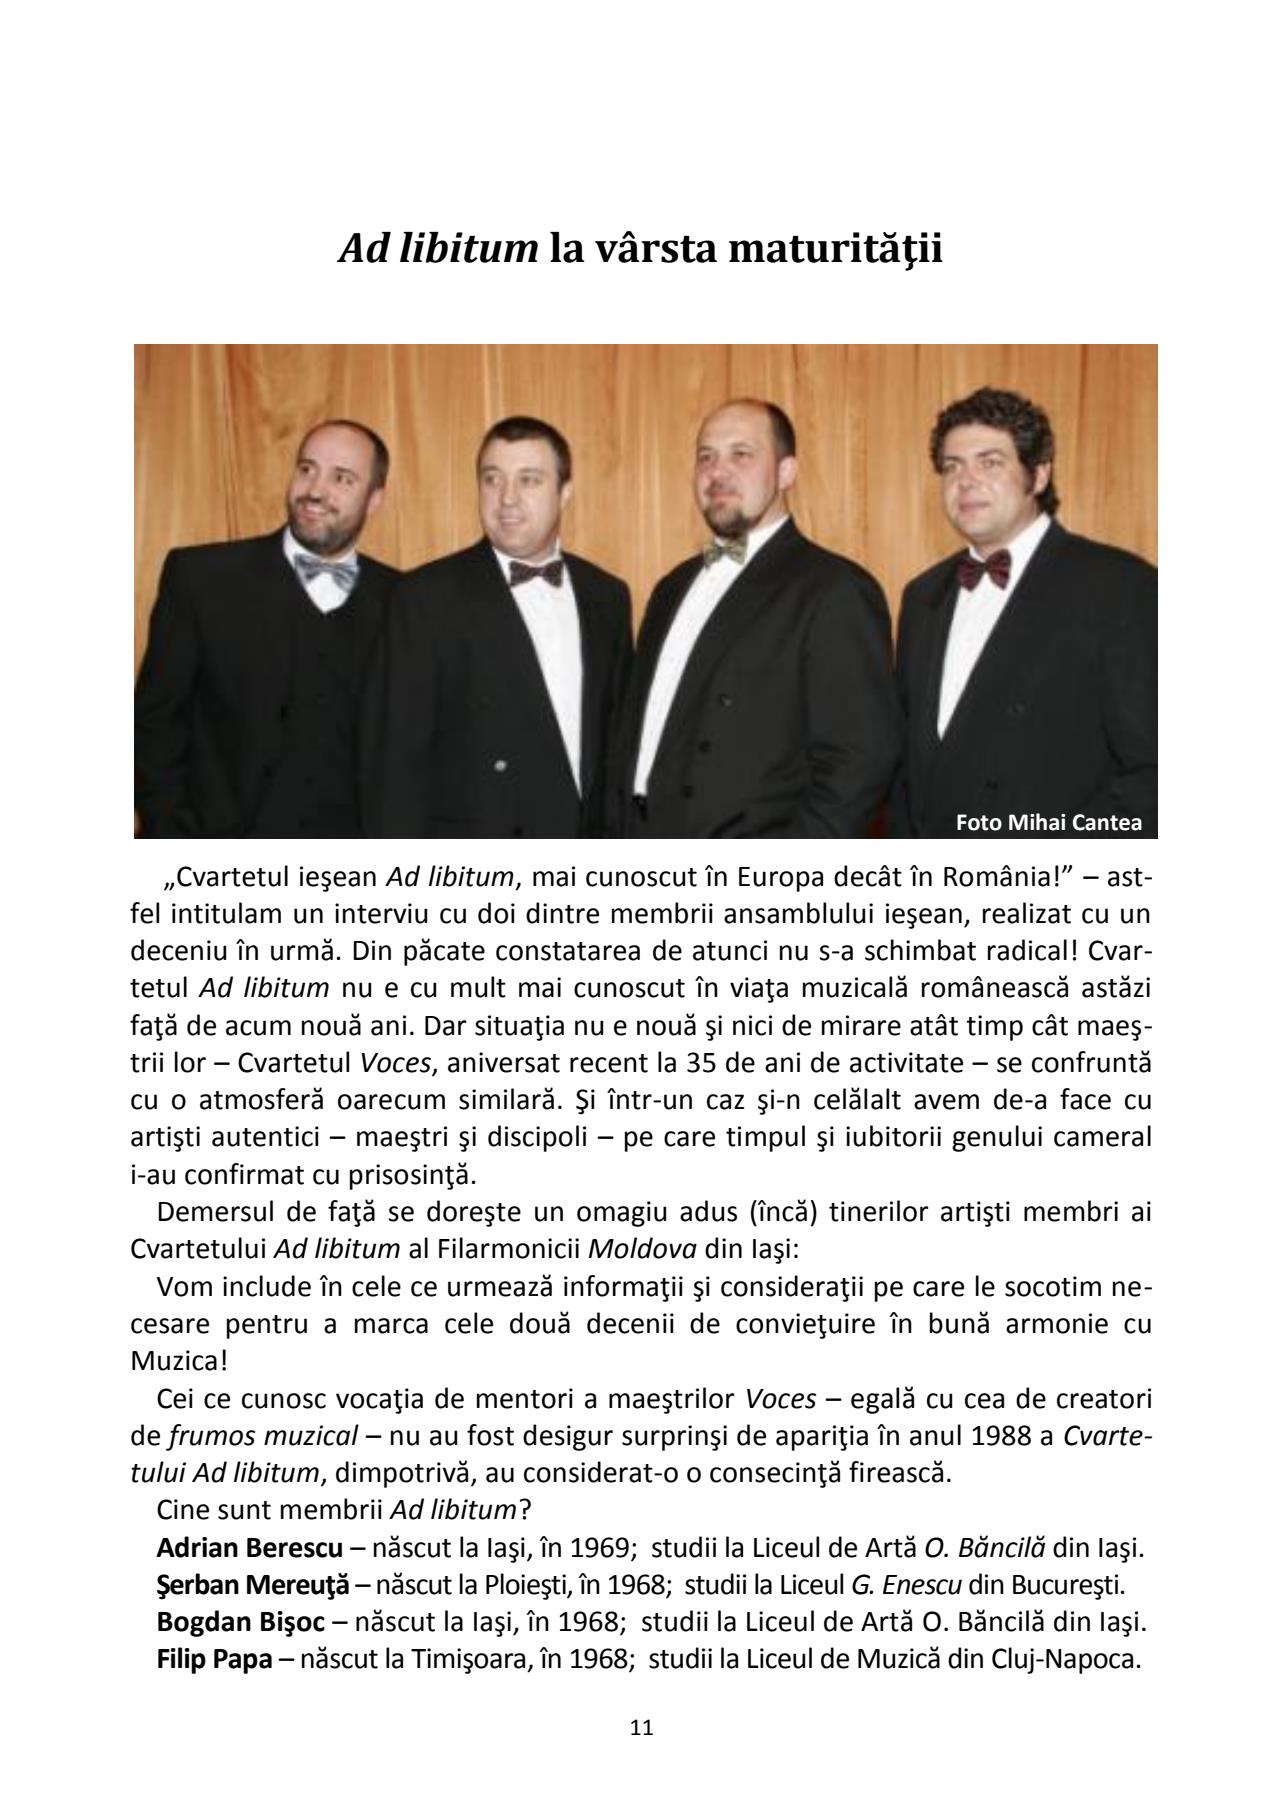 Ad libitum la vârsta maturităţii
Foto Mihai Cantea
„Cvartetul ieşean Ad libitum, mai cunoscut în Europa decât în România!” – ast-
fel intitulam un interviu cu doi dintre membrii ansamblului ieşean, realizat cu un
deceniu în urmă. Din păcate constatarea de atunci nu s-a schimbat radical! Cvar-
tetul Ad libitum nu e cu mult mai cunoscut în viaţa muzicală românească astăzi
faţă de acum nouă ani. Dar situaţia nu e nouă şi nici de mirare atât timp cât maeş-
trii lor – Cvartetul Voces, aniversat recent la 35 de ani de activitate – se confruntă
cu o atmosferă oarecum similară. Şi într-un caz şi-n celălalt avem de-a face cu
artişti autentici – maeştri şi discipoli – pe care timpul şi iubitorii genului cameral
i-au confirmat cu prisosinţă.
Demersul de faţă se doreşte un omagiu adus (încă) tinerilor artişti membri ai
Cvartetului Ad libitum al Filarmonicii Moldova din Iaşi:
Vom include în cele ce urmează informaţii şi consideraţii pe care le socotim ne-
cesare pentru a marca cele două decenii de convieţuire în bună armonie cu
Muzica!
Cei ce cunosc vocaţia de mentori a maeştrilor Voces – egală cu cea de creatori
de frumos muzical – nu au fost desigur surprinşi de apariţia în anul 1988 a Cvarte-
tului Ad libitum, dimpotrivă, au considerat-o o consecinţă firească.
Cine sunt membrii Ad libitum?
Adrian Berescu – născut la Iaşi, în 1969; studii la Liceul de Artă O. Băncilă din Iaşi.
Şerban Mereuţă – născut la Ploieşti, în 1968; studii la Liceul G. Enescu din Bucureşti.
Bogdan Bişoc – născut la Iaşi, în 1968; studii la Liceul de Artă O. Băncilă din Iaşi.
Filip Papa – născut la Timişoara, în 1968; studii la Liceul de Muzică din Cluj-Napoca.
11